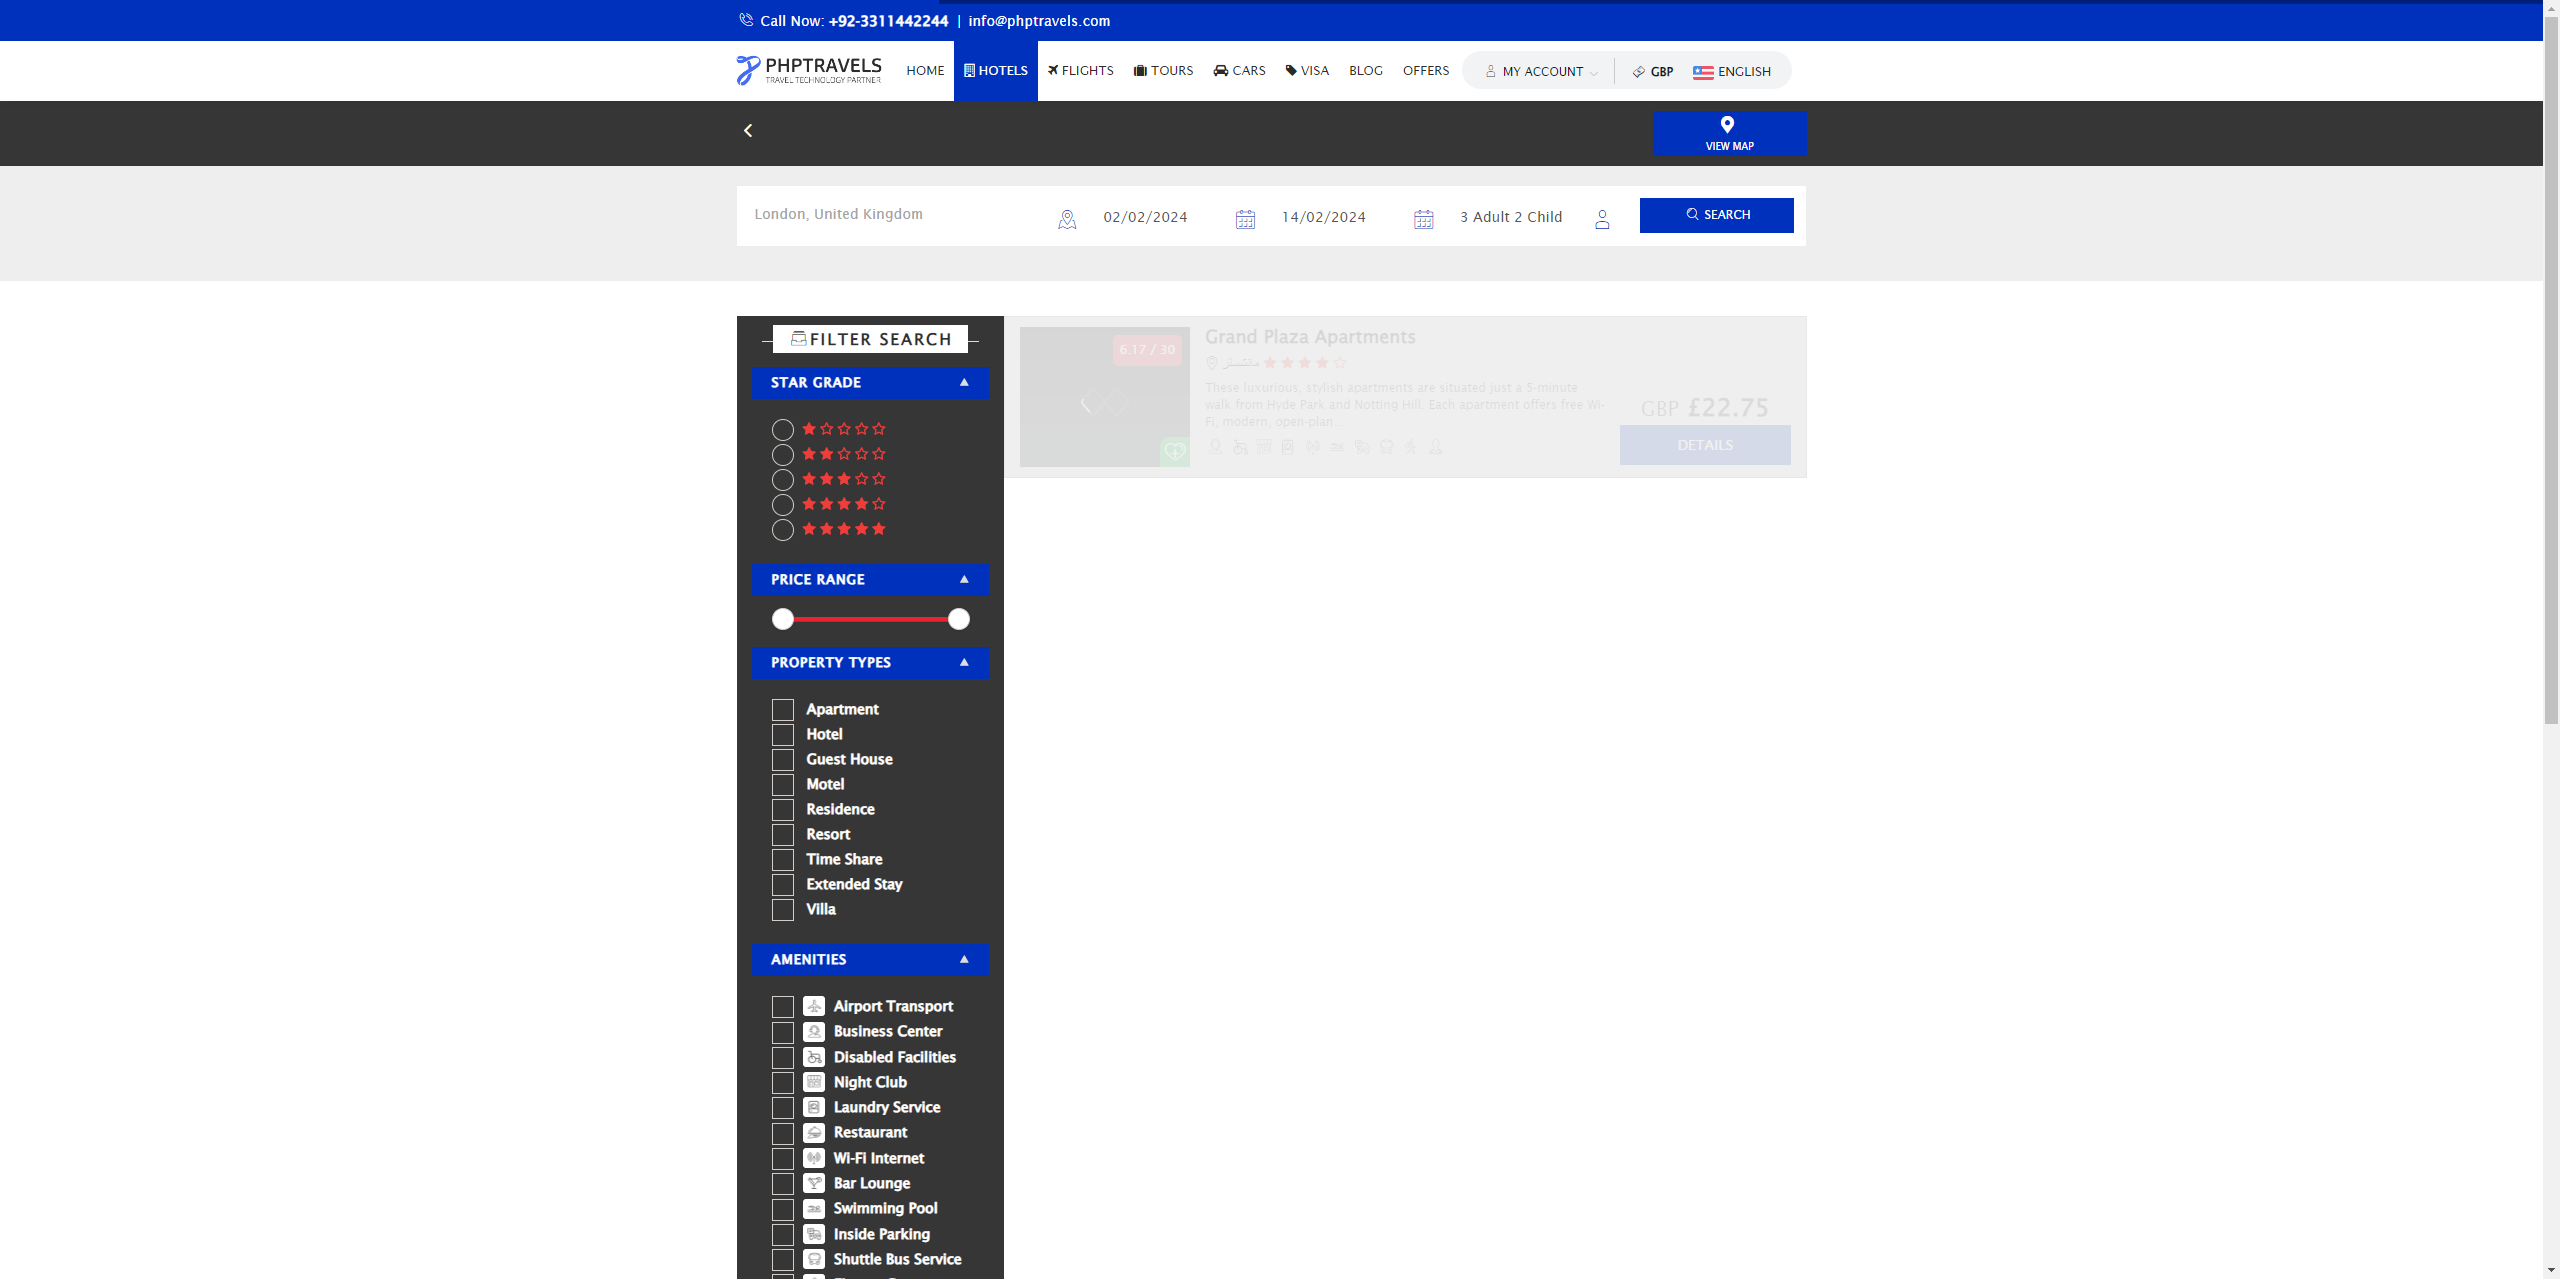 Call Now: +92-3311442244 | info@phptravels.com
PHPTRAVELS
TRAVEL TECHNOLOGY PARTNER
HOME HOTELS FLIGHTS TOURS CARS VISA BLOG OFFERS MY ACCOUNT GBP ENGLISH
VIEW MAP
London, United Kingdom 02/02/2024 14/02/2024 3 Adult 2 Child SEARCH
FILTER SEARCH
STAR GRADE
PRICE RANGE
PROPERTY TYPES
Apartment
Hotel
Guest House
Motel
Residence
Resort
Time Share
Extended Stay
Villa
AMENITIES
Airport Transport
Business Center
Disabled Facilities
Night Club
Laundry Service
Restaurant
Wi-Fi Internet
Bar Lounge
Swimming Pool
Inside Parking
Shuttle Bus Service
6.17 / 30
Grand Plaza Apartments
These luxurious, stylish apartments are situated just a 5-minute
walk from Hyde Park and Notting Hill. Each apartment offers free Wi-
Fi, modern, open-plan...
GBP £22.75
DETAILS